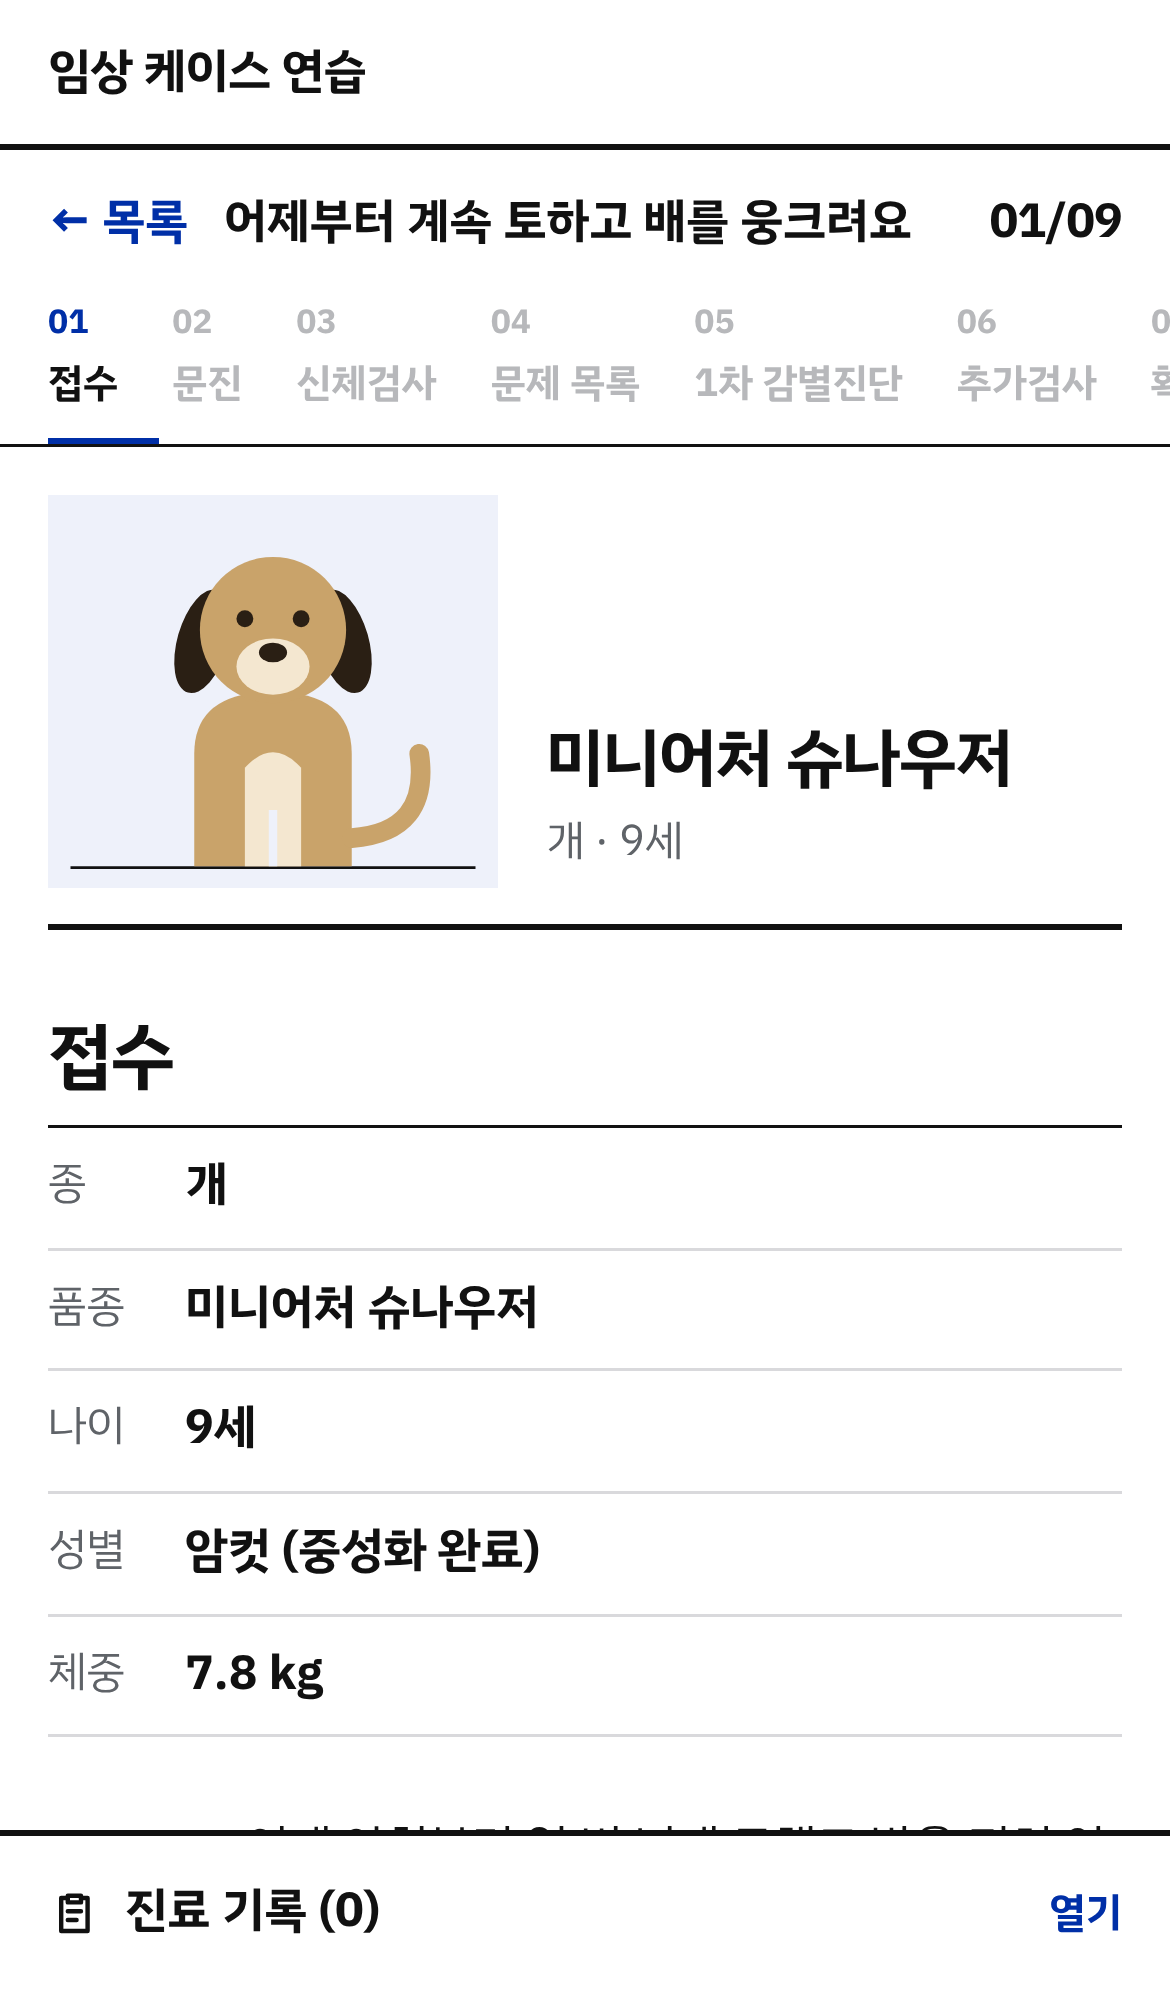 임상 케이스 연습
← 목록 어제부터 계속 토하고 배를 웅크려요 01/09
01 02 03 04 05 06
접수 문진 신체검사 문제 목록 1차 감별진단 추가검사
미니어처 슈나우저
개 · 9세
접수
종 개
품종 미니어처 슈나우저
나이 9세
성별 암컷 (중성화 완료)
체중 7.8 kg
진료 기록 (0) 열기